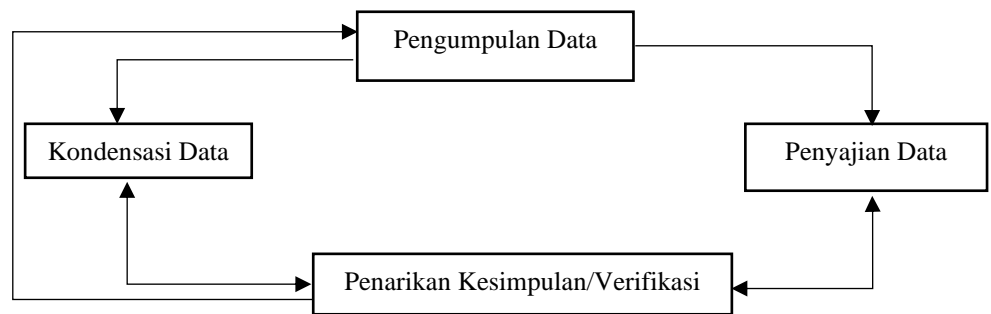 Pengumpulan Data
Kondensasi Data
Penyajian Data
Penarikan Kesimpulan/Verifikasi